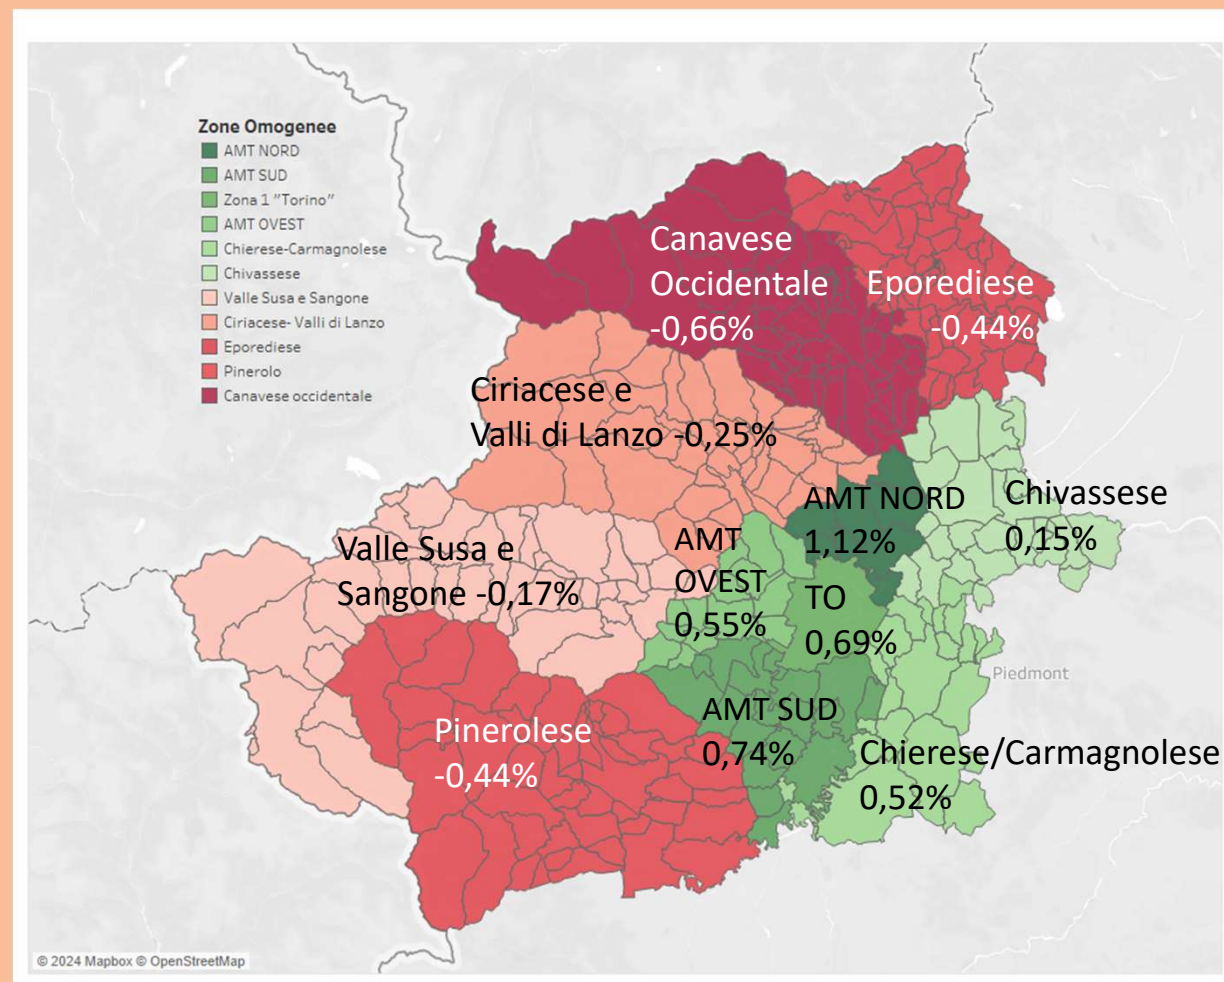 Zone Omogenee
AMT NORD
AMT SUD
Zona 1 "Torino"
AMT OVEST
Chierese-Carmagnolese
Chivassese
Valle Susa e Sangone
Ciriacese- Valli di Lanzo
Eporediese
Pinerolo
Canavese occidentale
Canavese
Occidentale
-0,66%
Eporediese
-0,44%
Ciriacese e
Valli di Lanzo -0,25%
AMT NORD
1,12%
Chivassese
0,15%
Valle Susa e
Sangone -0,17%
AMT
OVEST
0,55%
TO
0,69%
Piedmont
AMT SUD
0,74%
Pinerolese
-0,44%
Chierese/Carmagnolese
0,52%
© 2024 Mapbox © OpenStreetMap